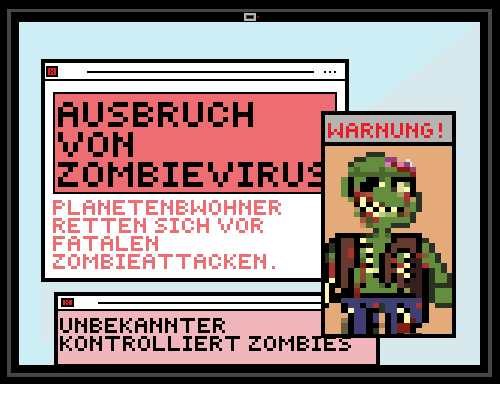 AUSBRUCH
VON
ZOMBIEVIRUS
WARNUNG!
PLANETENBWOHNER
RETTEN SICH VOR
FATALEN
ZOMBIEATTACKEN.
UNBEKANNTER
KONTROLLIERT ZOMBIES